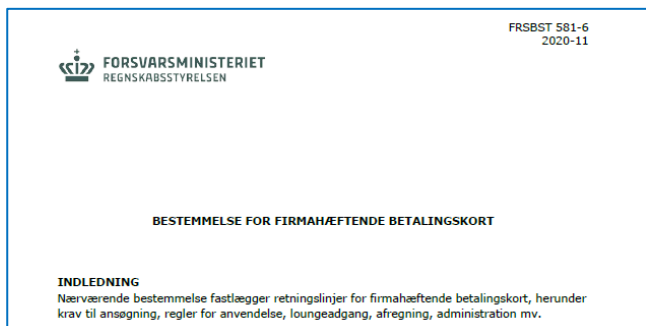 FRSBST 581-6
2020-11
FORSVARSMINISTERIET
REGNSKABSSTYRELSEN
BESTEMMELSE FOR FIRMAHÆFTENDE BETALINGSKORT
INDLEDNING
Nærværende bestemmelse fastlægger retningslinjer for firmahæftende betalingskort, herunder
krav til ansøgning, regler for anvendelse, loungeadgang, afregning, administration mv.